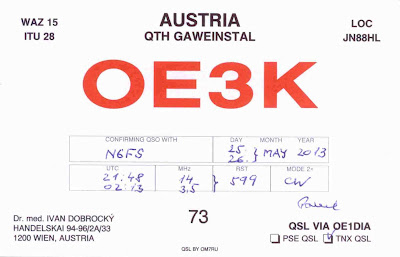 WAZ 15
ITU 28
AUSTRIA
QTH GAWEINSTAL
LOC
JN88HL
OE3K
CONFIRMING QSO WITH DAY MONTH YEAR
N6FS 25. 26. } MAY 2013
UTC MHz RST MODE 2×
21:48 14 } 599 CW
02:13 3.5
Dr. med. IVAN DOBROCKÝ
HANDELSKAI 94-96/2A/33
1200 WIEN, AUSTRIA
73
QSL VIA OE1DIA
PSE QSL TNX QSL
QSL BY OM7RU